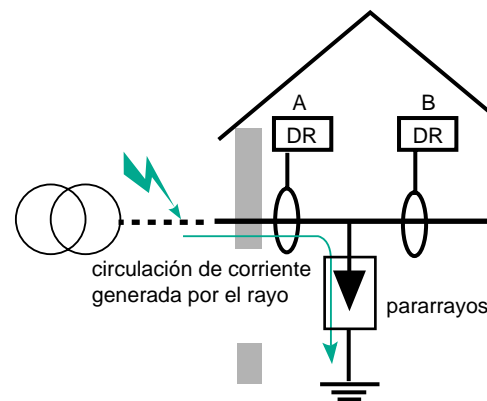 A
B
DR
DR
circulación de corriente
generada por el rayo
pararrayos